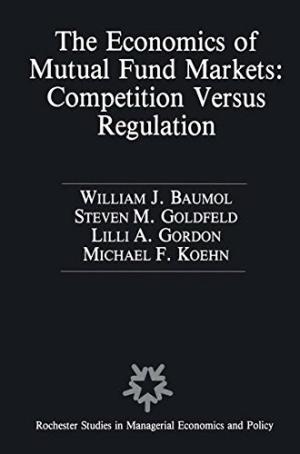 The Economics of
Mutual Fund Markets:
Competition Versus
Regulation
William J. Baumol
Steven M. Goldfeld
Lilli A. Gordon
Michael F. Koehn
Rochester Studies in Managerial Economics and Policy